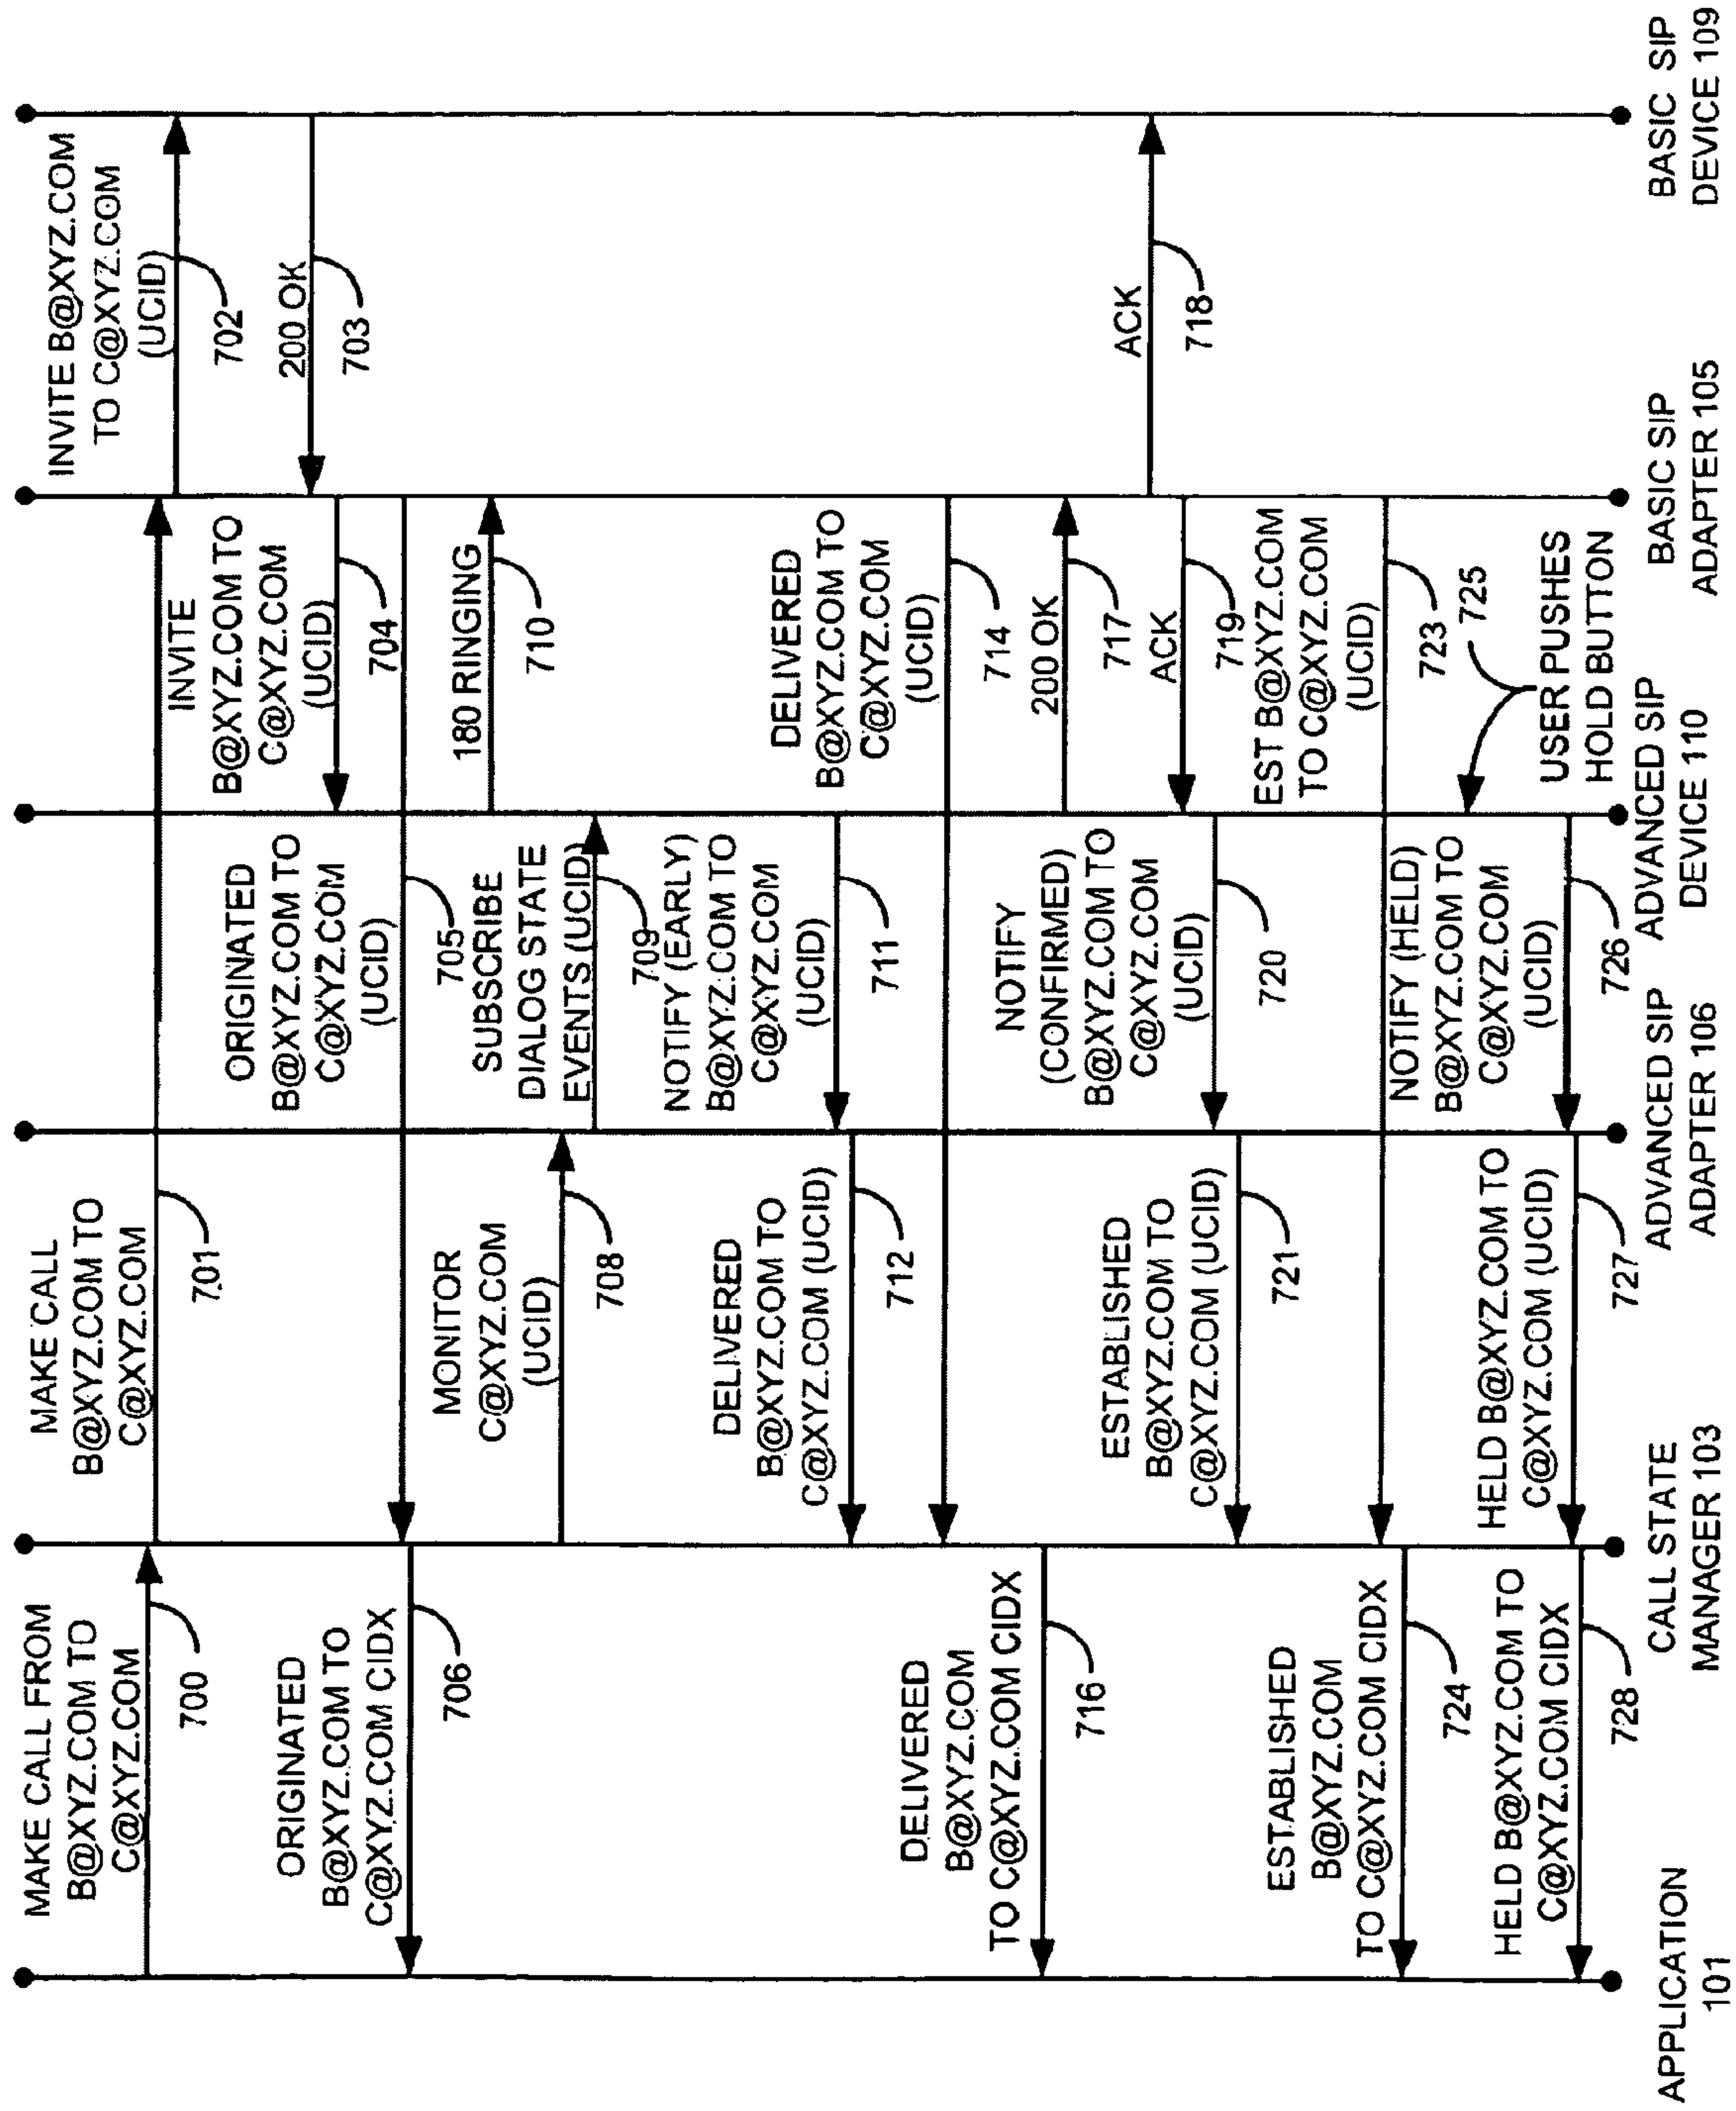 MAKE CALL FROM
B@XYZ.COM TO
C@XYZ.COM
700
ORIGINATED
B@XYZ.COM TO
C@XYZ.COM CIDX
706
DELIVERED
B@XYZ.COM
TO C@XYZ.COM CIDX
716
ESTABLISHED
B@XYZ.COM
TO C@XYZ.COM CIDX
724
HELD B@XYZ.COM TO
C@XYZ.COM CIDX
728
MAKE CALL
B@XYZ.COM TO
C@XYZ.COM
701
MONITOR
C@XYZ.COM
(UCID)
708
DELIVERED
B@XYZ.COM TO
C@XYZ.COM (UCID)
712
ESTABLISHED
B@XYZ.COM TO
C@XYZ.COM (UCID)
721
HELD B@XYZ.COM TO
C@XYZ.COM (UCID)
727
ORIGINATED
B@XYZ.COM TO
C@XYZ.COM
(UCID)
705
SUBSCRIBE
DIALOG STATE
EVENTS (UCID)
709
NOTIFY (EARLY)
B@XYZ.COM TO
C@XYZ.COM
(UCID)
711
NOTIFY
(CONFIRMED)
B@XYZ.COM TO
C@XYZ.COM
(UCID)
720
NOTIFY (HELD)
B@XYZ.COM TO
C@XYZ.COM
(UCID)
726
INVITE
B@XYZ.COM TO
C@XYZ.COM
(UCID)
704
180 RINGING
710
DELIVERED
B@XYZ.COM TO
C@XYZ.COM
(UCID)
714
200 OK
717
ACK
719
EST B@XYZ.COM
TO C@XYZ.COM
(UCID)
723
725
USER PUSHES
HOLD BUTTON
INVITE B@XYZ.COM
TO C@XYZ.COM
(UCID)
702
200 OK
703
ACK
718
APPLICATION
101
CALL STATE
MANAGER 103
ADVANCED SIP
ADAPTER 106
ADVANCED SIP
DEVICE 110
BASIC SIP
ADAPTER 105
BASIC SIP
DEVICE 109